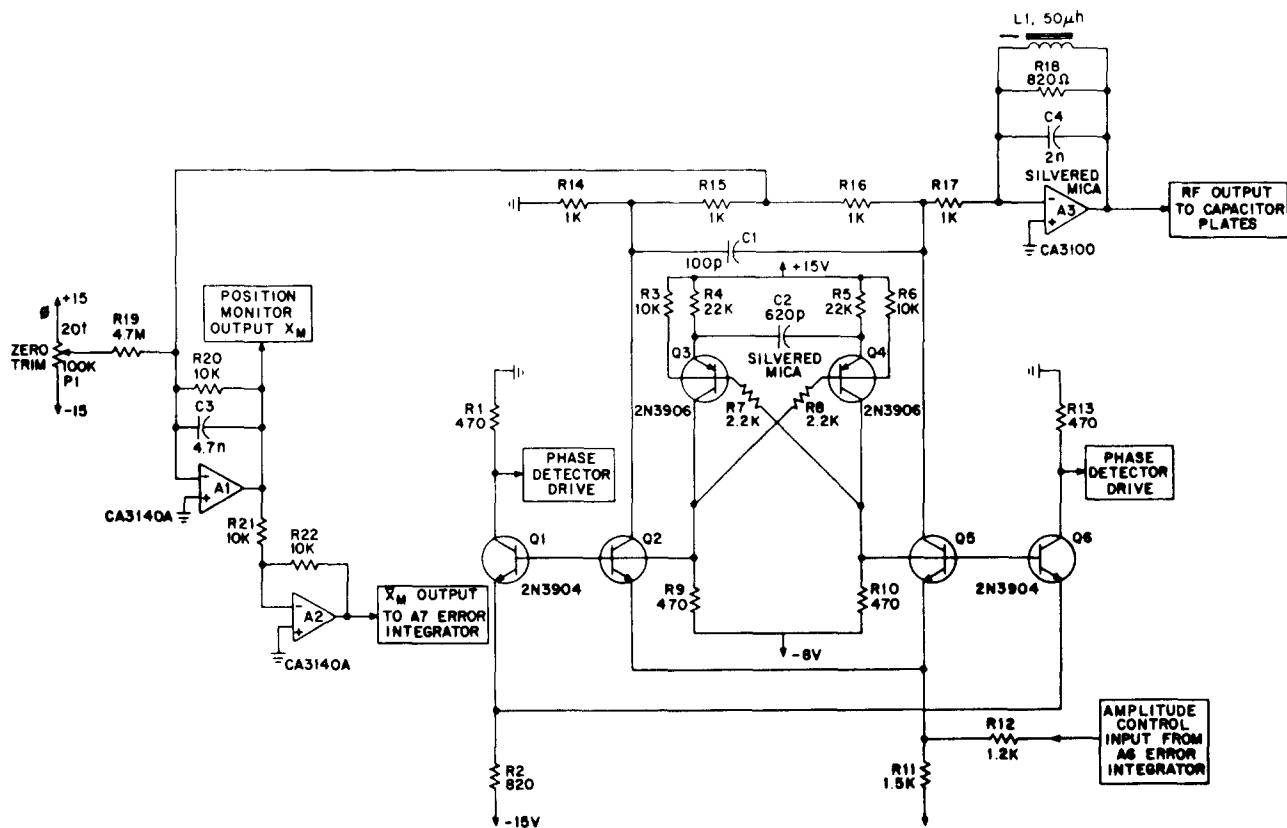 L1, 50µh
R18
820Ω
C4
2n
SILVERED
MICA
A3
CA3100
RF OUTPUT
TO CAPACITOR
PLATES
R14
1K
R15
1K
R16
1K
R17
1K
C1
100p
+15V
R3
10K
R4
22K
C2
620p
R5
22K
R6
10K
SILVERED
MICA
Q3
2N3906
Q4
2N3906
R7
2.2K
R8
2.2K
+15
20t
ZERO
TRIM
100K
P1
-15
R19
4.7M
POSITION
MONITOR
OUTPUT XM
R20
10K
C3
4.7n
A1
CA3140A
R21
10K
R22
10K
A2
CA3140A
X̄M OUTPUT
TO A7 ERROR
INTEGRATOR
R1
470
PHASE
DETECTOR
DRIVE
R13
470
PHASE
DETECTOR
DRIVE
Q1
2N3904
Q2
Q5
2N3904
Q6
R9
470
R10
470
-8V
R2
820
-15V
R11
1.5K
R12
1.2K
AMPLITUDE
CONTROL
INPUT FROM
A6 ERROR
INTEGRATOR